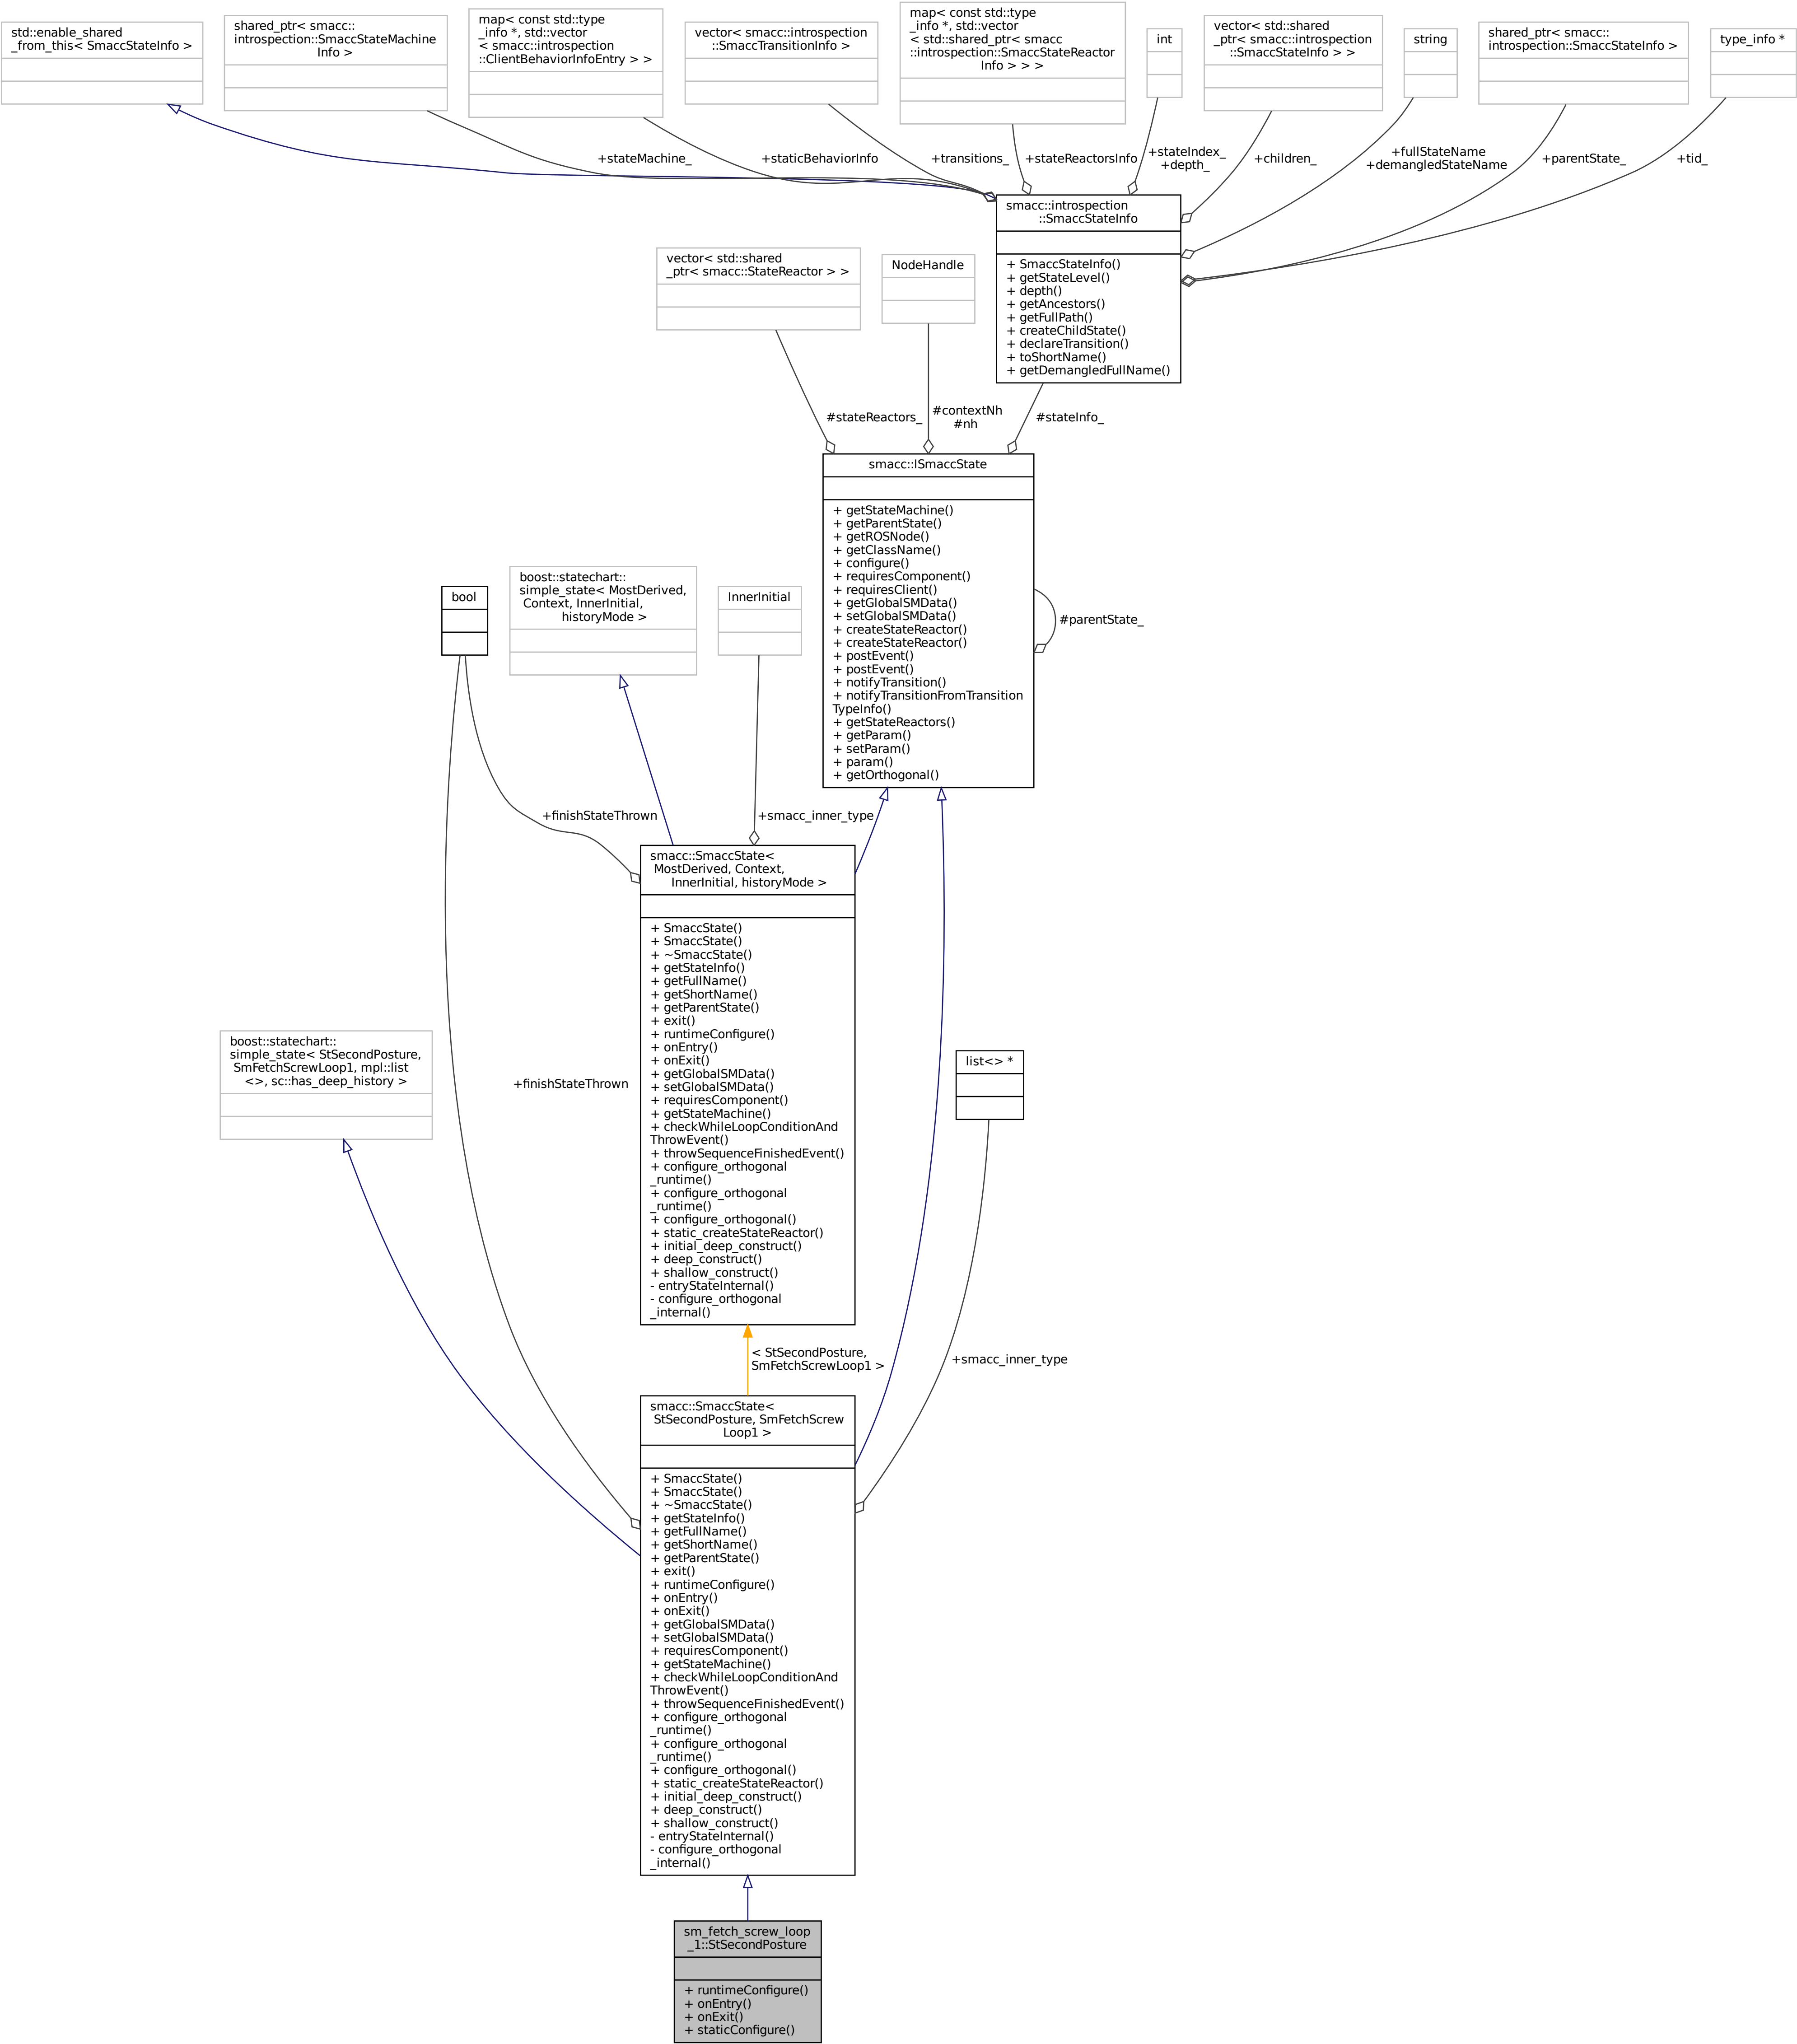 std::enable_shared
_from_this< SmaccStateInfo >
shared_ptr< smacc::
introspection::SmaccStateMachine
Info >
map< const std::type
_info *, std::vector
< smacc::introspection
::ClientBehaviorInfoEntry > >
vector< smacc::introspection
::SmaccTransitionInfo >
map< const std::type
_info *, std::vector
< std::shared_ptr< smacc
::introspection::SmaccStateReactor
Info > > >
int
vector< std::shared
_ptr< smacc::introspection
::SmaccStateInfo > >
string
shared_ptr< smacc::
introspection::SmaccStateInfo >
type_info *
+stateMachine_
+staticBehaviorInfo
+transitions_
+stateReactorsInfo
+stateIndex_
+depth_
+children_
+fullStateName
+demangledStateName
+parentState_
+tid_
smacc::introspection
::SmaccStateInfo
+ SmaccStateInfo()
+ getStateLevel()
+ depth()
+ getAncestors()
+ getFullPath()
+ createChildState()
+ declareTransition()
+ toShortName()
+ getDemangledFullName()
vector< std::shared
_ptr< smacc::StateReactor > >
NodeHandle
#stateReactors_
#contextNh
#nh
#stateInfo_
smacc::ISmaccState
+ getStateMachine()
+ getParentState()
+ getROSNode()
+ getClassName()
+ configure()
+ requiresComponent()
+ requiresClient()
+ getGlobalSMData()
+ setGlobalSMData()
+ createStateReactor()
+ createStateReactor()
+ postEvent()
+ postEvent()
+ notifyTransition()
+ notifyTransitionFromTransition
TypeInfo()
+ getStateReactors()
+ getParam()
+ setParam()
+ param()
+ getOrthogonal()
#parentState_
bool
boost::statechart::
simple_state< MostDerived,
Context, InnerInitial,
historyMode >
InnerInitial
+finishStateThrown
+smacc_inner_type
smacc::SmaccState<
MostDerived, Context,
InnerInitial, historyMode >
+ SmaccState()
+ SmaccState()
+ ~SmaccState()
+ getStateInfo()
+ getFullName()
+ getShortName()
+ getParentState()
+ exit()
+ runtimeConfigure()
+ onEntry()
+ onExit()
+ getGlobalSMData()
+ setGlobalSMData()
+ requiresComponent()
+ getStateMachine()
+ checkWhileLoopConditionAnd
ThrowEvent()
+ throwSequenceFinishedEvent()
+ configure_orthogonal
_runtime()
+ configure_orthogonal
_runtime()
+ configure_orthogonal()
+ static_createStateReactor()
+ initial_deep_construct()
+ deep_construct()
+ shallow_construct()
- entryStateInternal()
- configure_orthogonal
_internal()
boost::statechart::
simple_state< StSecondPosture,
SmFetchScrewLoop1, mpl::list
<>, sc::has_deep_history >
+finishStateThrown
list<> *
< StSecondPosture,
SmFetchScrewLoop1 >
+smacc_inner_type
smacc::SmaccState<
StSecondPosture, SmFetchScrew
Loop1 >
+ SmaccState()
+ SmaccState()
+ ~SmaccState()
+ getStateInfo()
+ getFullName()
+ getShortName()
+ getParentState()
+ exit()
+ runtimeConfigure()
+ onEntry()
+ onExit()
+ getGlobalSMData()
+ setGlobalSMData()
+ requiresComponent()
+ getStateMachine()
+ checkWhileLoopConditionAnd
ThrowEvent()
+ throwSequenceFinishedEvent()
+ configure_orthogonal
_runtime()
+ configure_orthogonal
_runtime()
+ configure_orthogonal()
+ static_createStateReactor()
+ initial_deep_construct()
+ deep_construct()
+ shallow_construct()
- entryStateInternal()
- configure_orthogonal
_internal()
sm_fetch_screw_loop
_1::StSecondPosture
+ runtimeConfigure()
+ onEntry()
+ onExit()
+ staticConfigure()